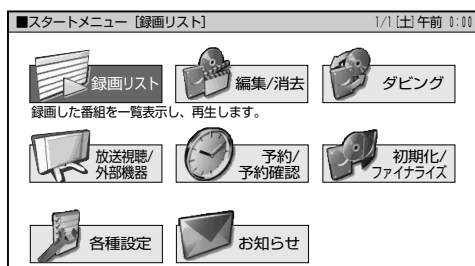 ■スタートメニュー [録画リスト]
1/1 [土] 午前 0:00
録画リスト
編集/消去
ダビング
録画した番組を一覧表示し、再生します。
放送視聴/
外部機器
予約/
予約確認
初期化/
ファイナライズ
各種設定
お知らせ